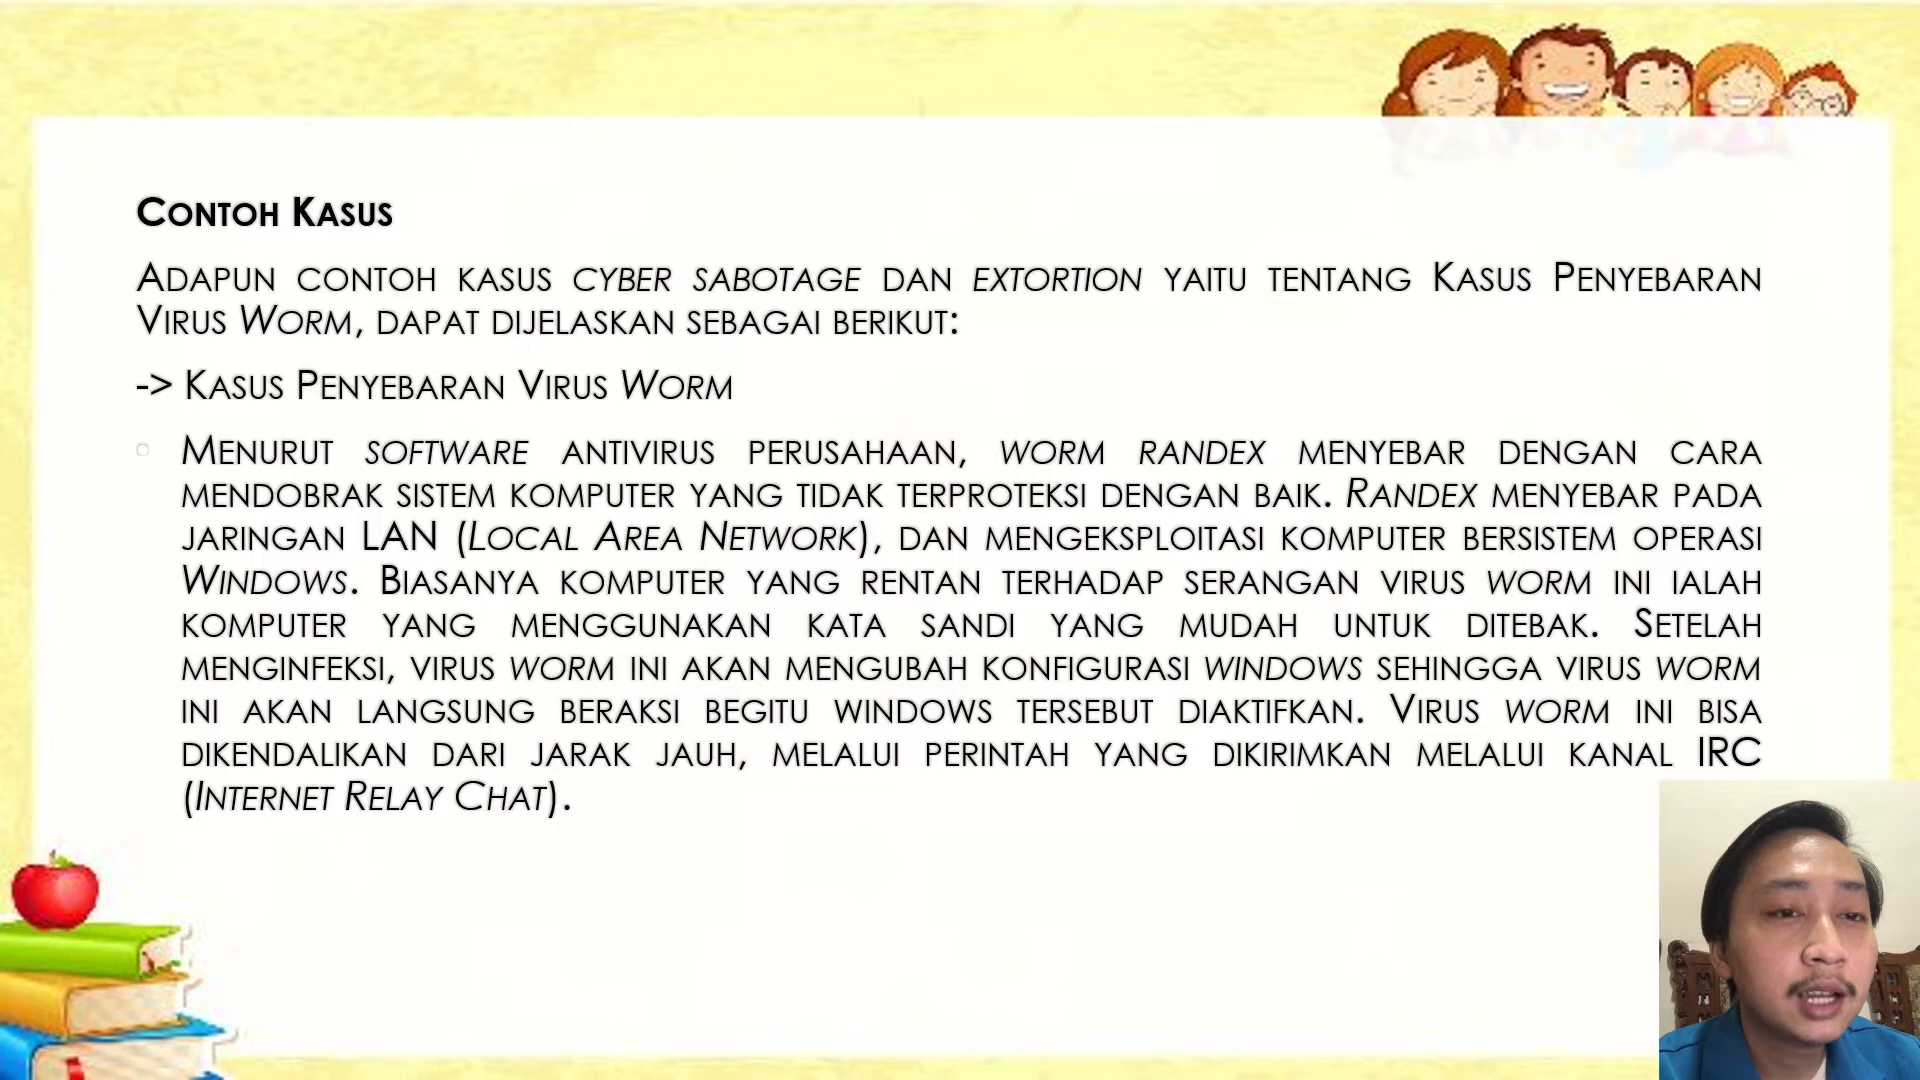 Contoh Kasus
Adapun contoh kasus cyber sabotage dan extortion yaitu tentang Kasus Penyebaran
Virus Worm, dapat dijelaskan sebagai berikut:
-> Kasus Penyebaran Virus Worm
Menurut software antivirus perusahaan, worm randex menyebar dengan cara
mendobrak sistem komputer yang tidak terproteksi dengan baik. Randex menyebar pada
jaringan LAN (Local Area Network), dan mengeksploitasi komputer bersistem operasi
Windows. Biasanya komputer yang rentan terhadap serangan virus worm ini ialah
komputer yang menggunakan kata sandi yang mudah untuk ditebak. Setelah
menginfeksi, virus worm ini akan mengubah konfigurasi windows sehingga virus worm
ini akan langsung beraksi begitu windows tersebut diaktifkan. Virus worm ini bisa
dikendalikan dari jarak jauh, melalui perintah yang dikirimkan melalui kanal IRC
(Internet Relay Chat).